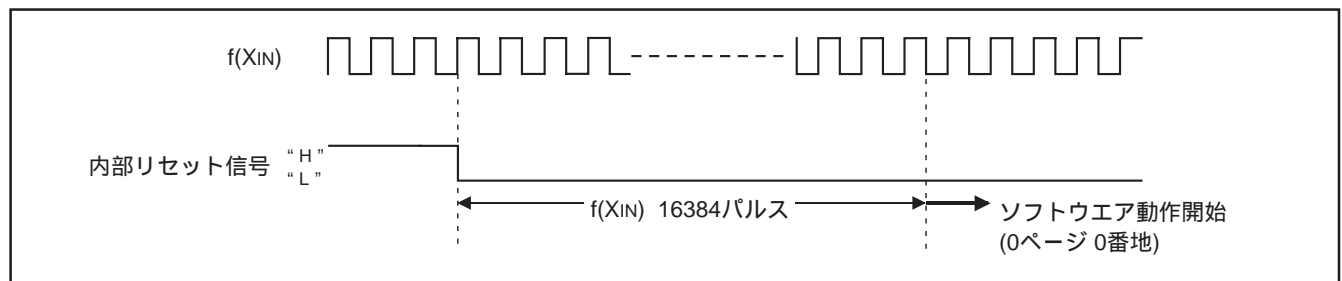 f(XIN)
内部リセット信号 “H”
“L”
f(XIN) 16384パルス
ソフトウエア動作開始
(0ページ 0番地)